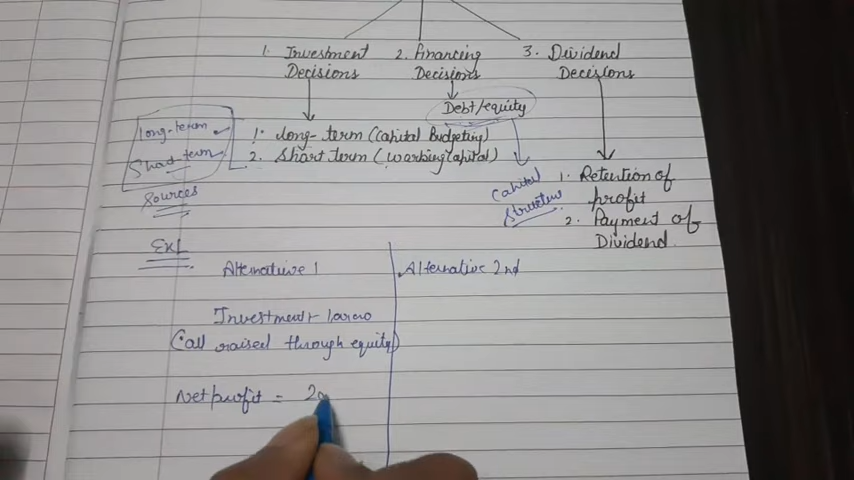 1. Investment Decisions
2. Financing Decisions
3. Dividend Decisions
Debt/equity
Long-term
Short-term
Sources
1. Long-term (Capital Budgeting)
2. Short term (working Capital)
Capital
Structure
1. Retention of profit
2. Payment of Dividend.
Ex1
Alternative 1
Alternative 2nd
Investment
(all raised through equity)
Net profit = 20